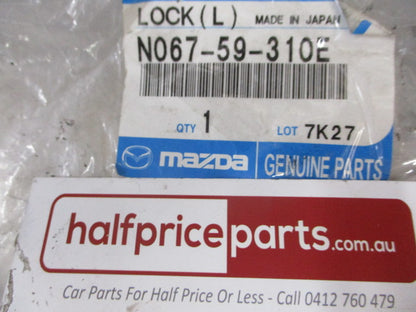 LOCK(L) MADE IN JAPAN
N067-59-310E
QTY 1 LOT 7K27
mazda GENUINE PARTS
halfpriceparts.com.au
Car Parts For Half Price Or Less - Call 0412 760 479